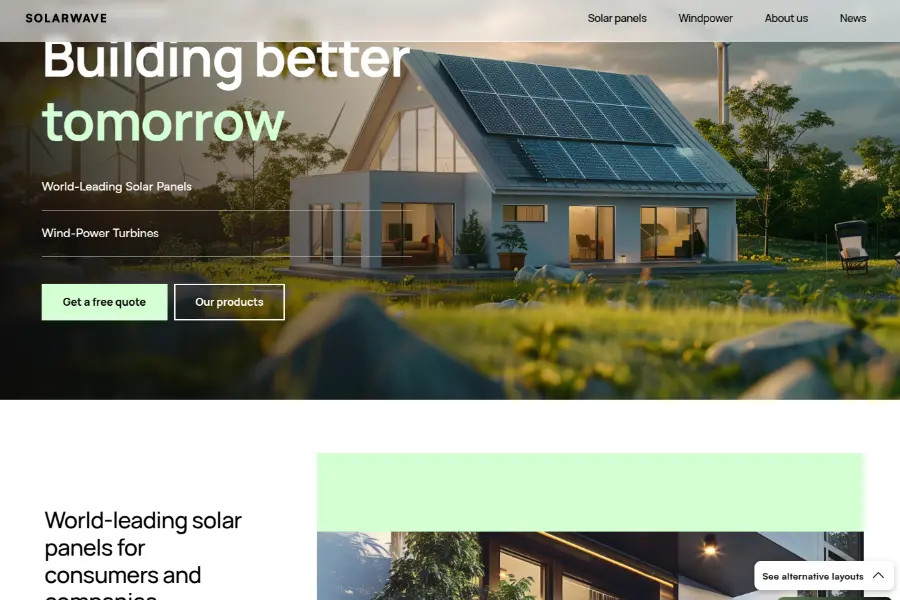 SOLARWAVE
Solar panels
Windpower
About us
News
Building better
tomorrow
World-Leading Solar Panels
Wind-Power Turbines
Get a free quote
Our products
World-leading solar
panels for
consumers and
companies
See alternative layouts